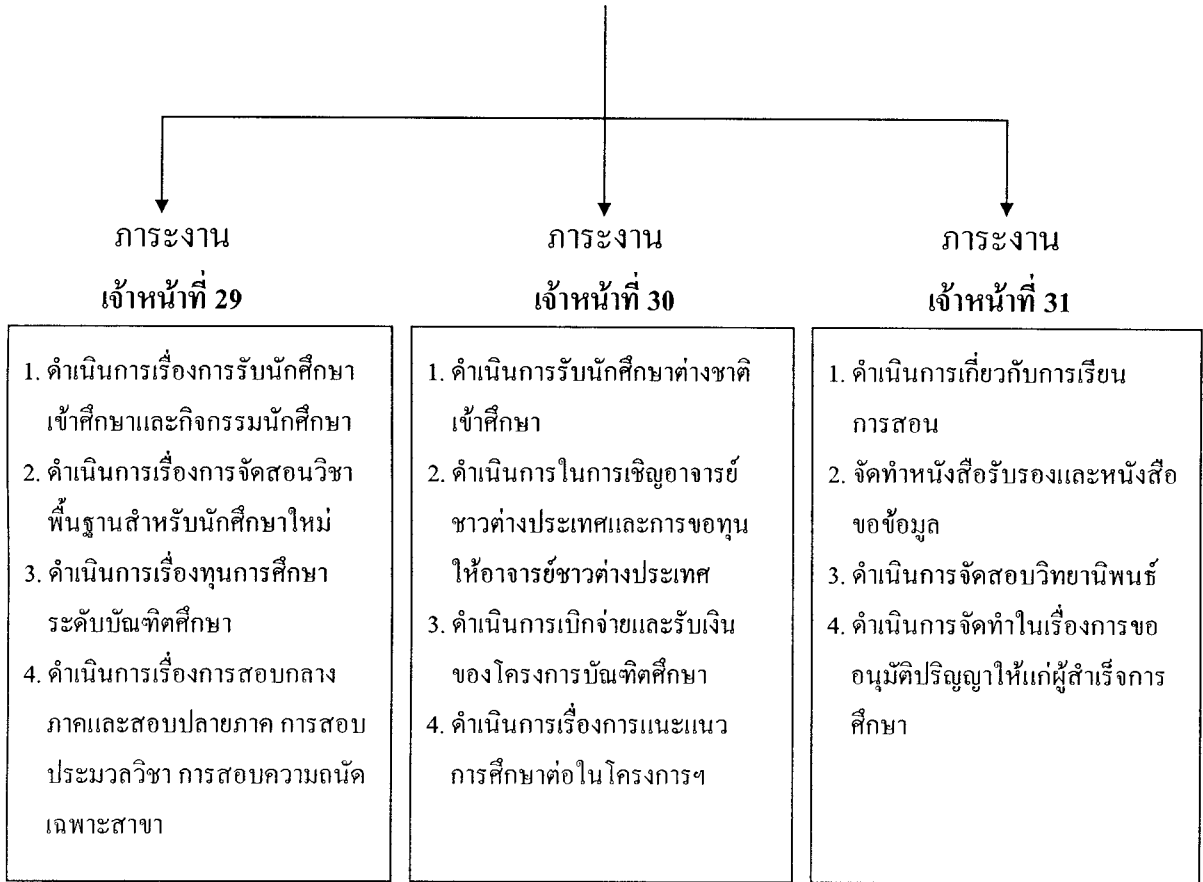 ภาระงาน
เจ้าหน้าที่ 29
1. ดำเนินการเรื่องการรับนักศึกษา
เข้าศึกษาและกิจกรรมนักศึกษา
2. ดำเนินการเรื่องการจัดสอนวิชา
พื้นฐานสำหรับนักศึกษาใหม่
3. ดำเนินการเรื่องทุนการศึกษา
ระดับบัณฑิตศึกษา
4. ดำเนินการเรื่องการสอบกลาง
ภาคและสอบปลายภาค การสอบ
ประมวลวิชา การสอบความถนัด
เฉพาะสาขา
ภาระงาน
เจ้าหน้าที่ 30
1. ดำเนินการรับนักศึกษาต่างชาติ
เข้าศึกษา
2. ดำเนินการในการเชิญอาจารย์
ชาวต่างประเทศและการขอทุน
ให้อาจารย์ชาวต่างประเทศ
3. ดำเนินการเบิกจ่ายและรับเงิน
ของโครงการบัณฑิตศึกษา
4. ดำเนินการเรื่องการแนะแนว
การศึกษาต่อในโครงการฯ
ภาระงาน
เจ้าหน้าที่ 31
1. ดำเนินการเกี่ยวกับการเรียน
การสอน
2. จัดทำหนังสือรับรองและหนังสือ
ขอข้อมูล
3. ดำเนินการจัดสอบวิทยานิพนธ์
4. ดำเนินการจัดทำในเรื่องการขอ
อนุมัติปริญญาให้แก่ผู้สำเร็จการ
ศึกษา